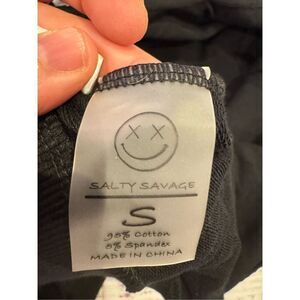 SALTY SAVAGE
S
95% Cotton
5% Spandex
MADE IN CHINA